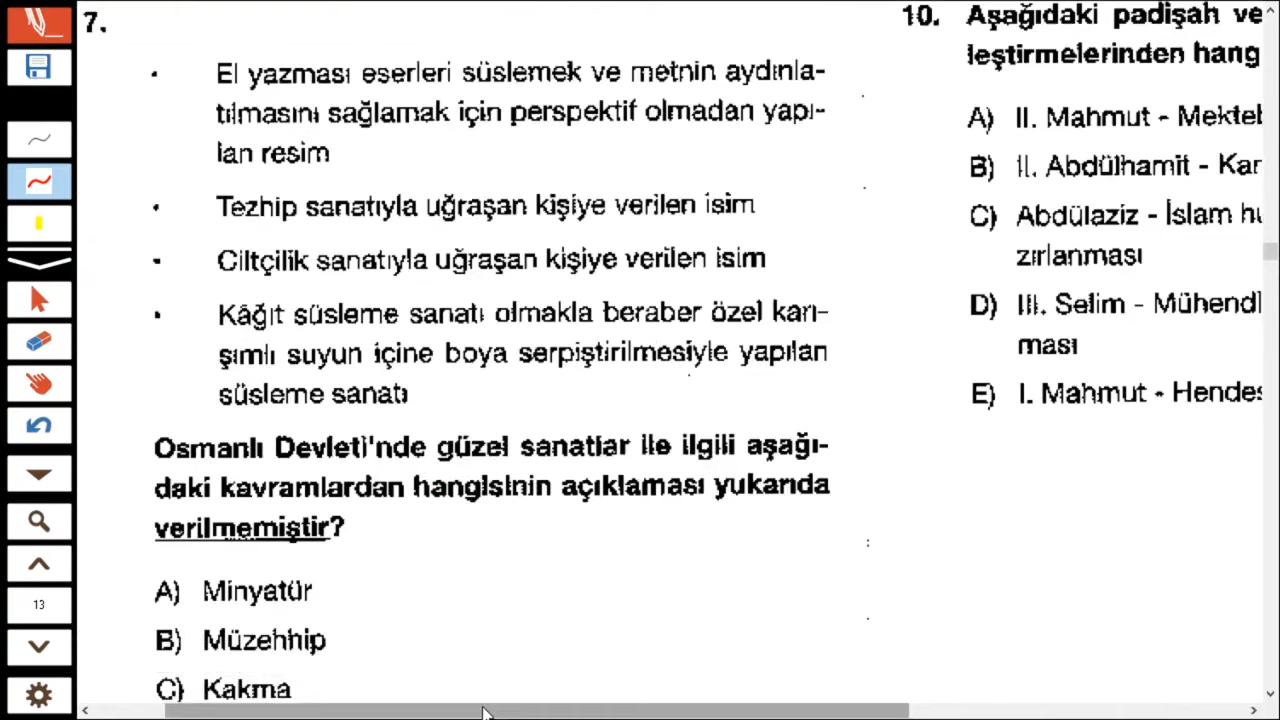 7.
• El yazması eserleri süslemek ve metnin aydınla-
tılmasını sağlamak için perspektif olmadan yapı-
lan resim
• Tezhip sanatıyla uğraşan kişiye verilen isim
• Ciltçilik sanatıyla uğraşan kişiye verilen isim
• Kâğıt süsleme sanatı olmakla beraber özel karı-
şımlı suyun içine boya serpiştirilmesiyle yapılan
süsleme sanatı
Osmanlı Devleti'nde güzel sanatlar ile ilgili aşağı-
daki kavramlardan hangisinin açıklaması yukarıda
verilmemiştir?
A) Minyatür
B) Müzehhip
C) Kakma
10. Aşağıdaki padişah ve
leştirmelerinden hang
A) II. Mahmut - Mekteb
B) II. Abdülhamit - Kar
C) Abdülaziz - İslam hu
zırlanması
D) III. Selim - Mühendi
ması
E) I. Mahmut - Hendes
13